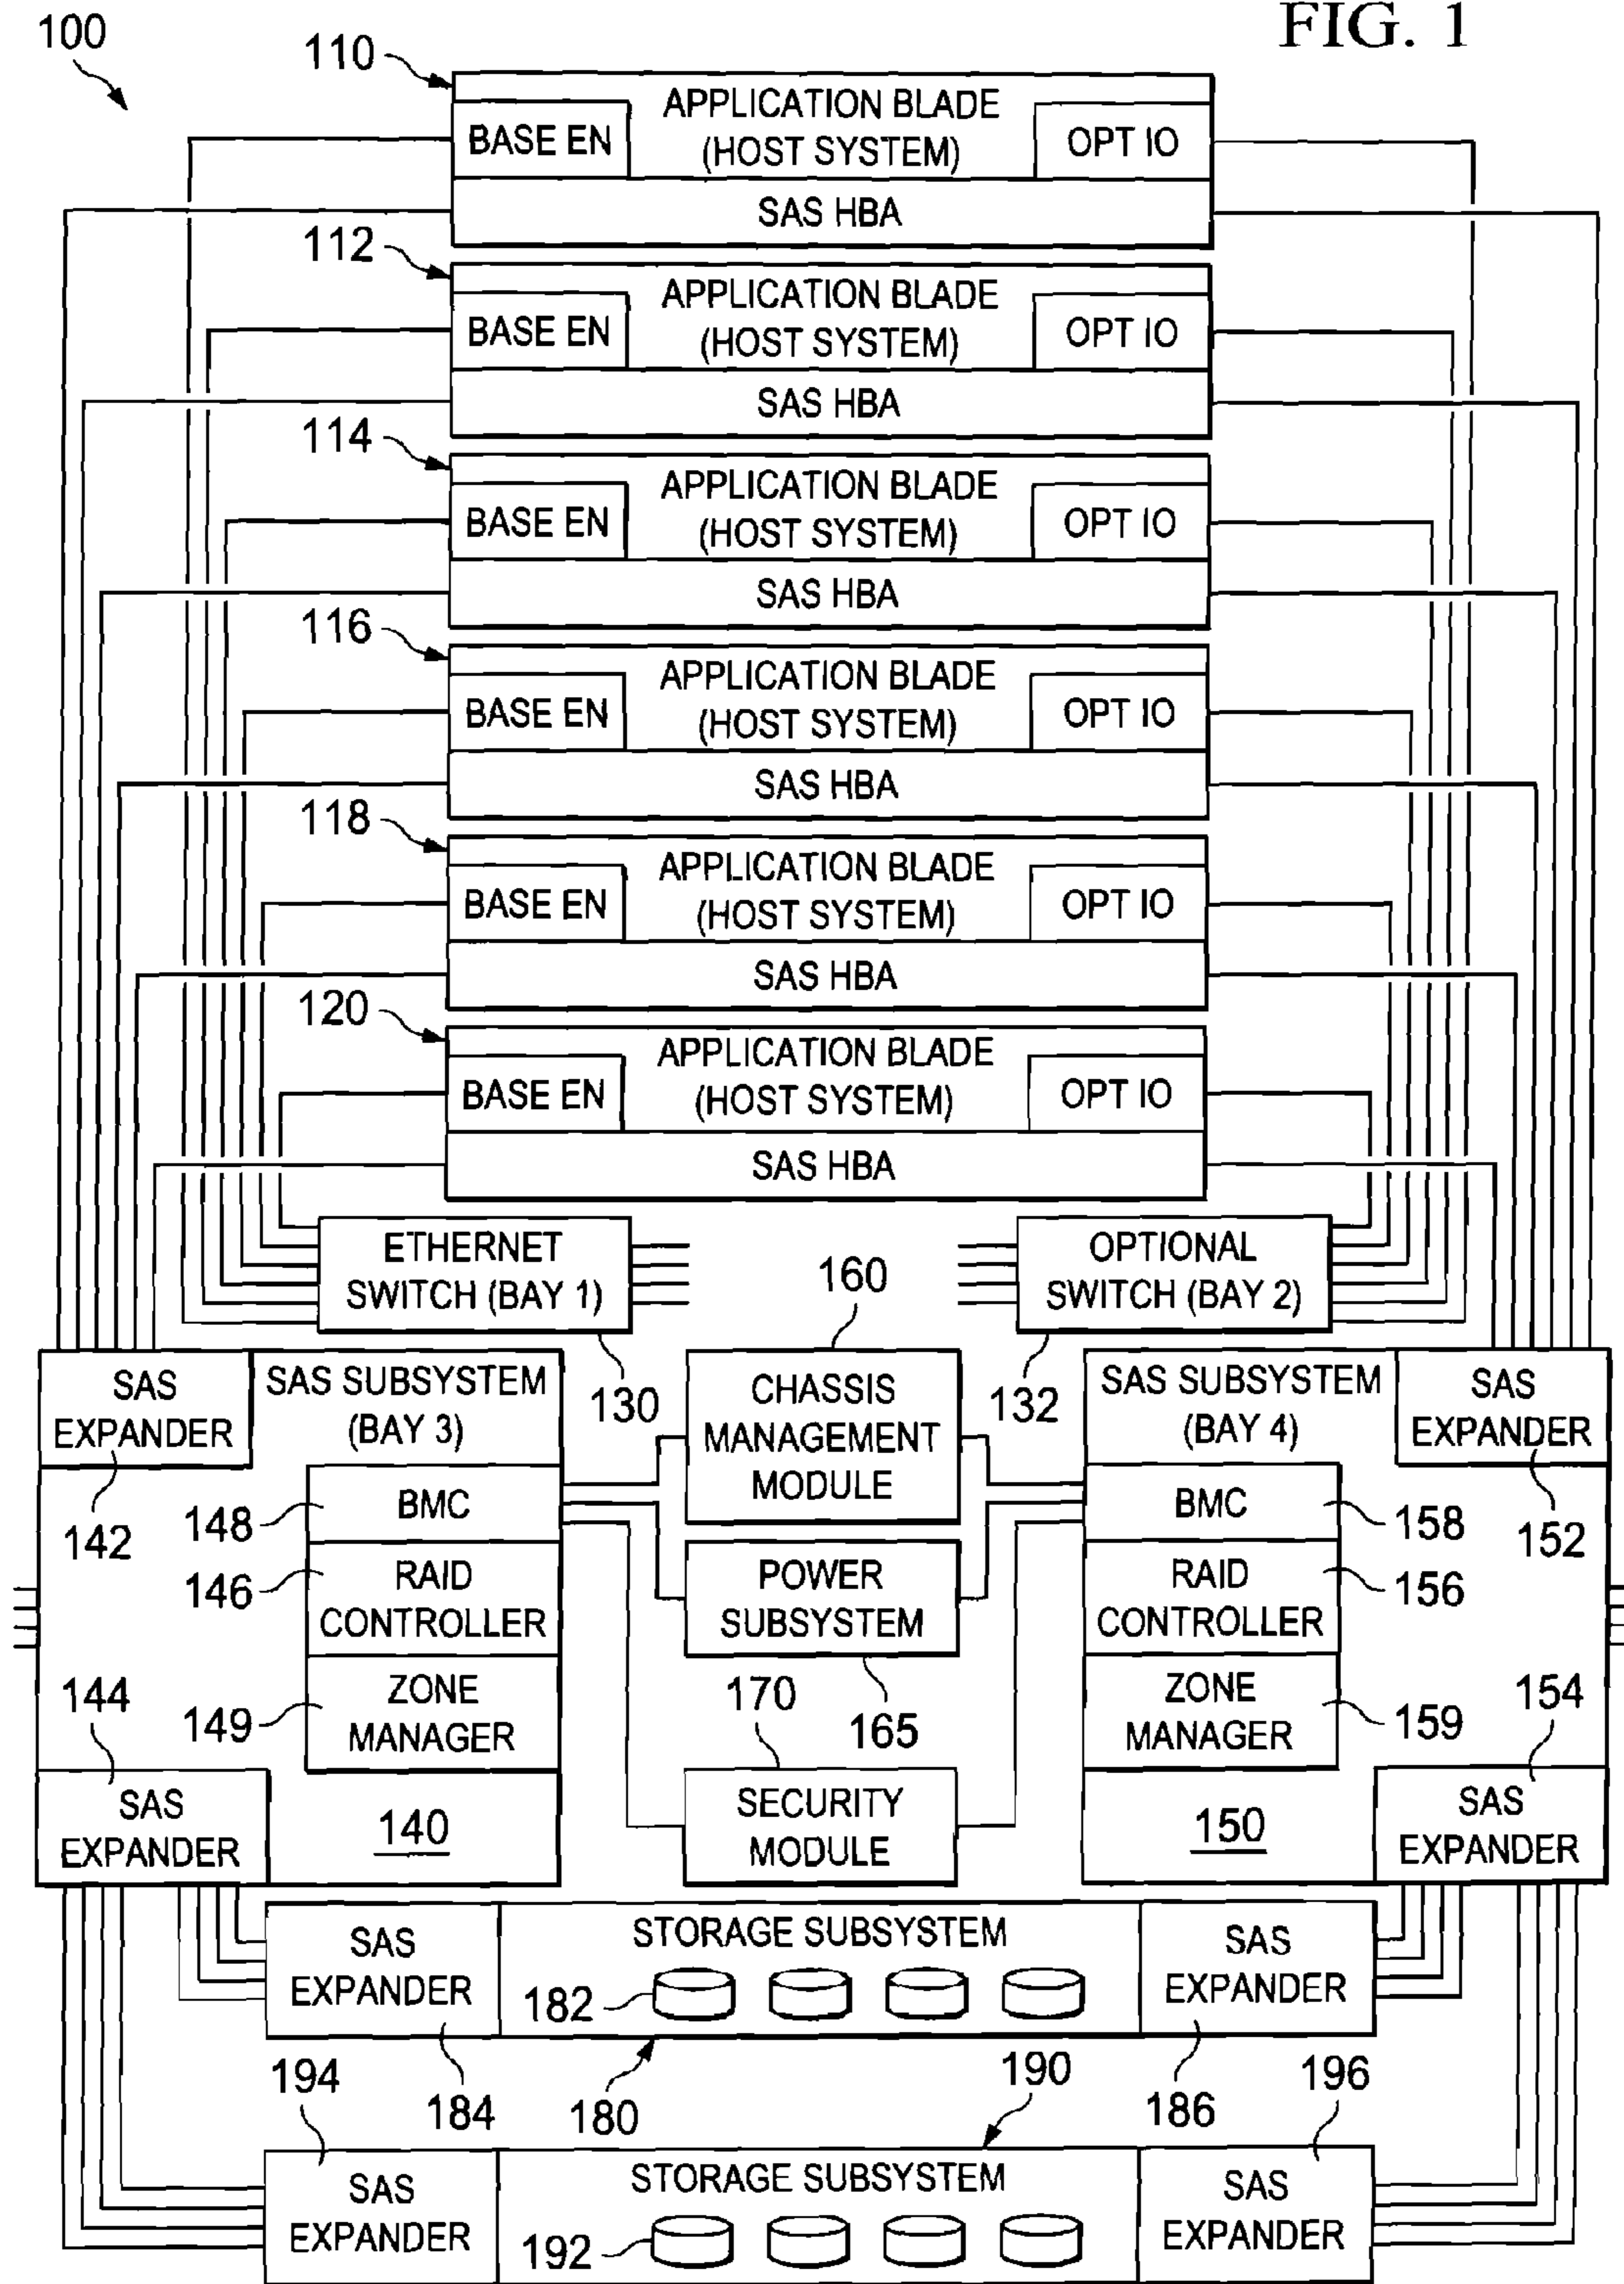 FIG. 1
100
110
APPLICATION BLADE
(HOST SYSTEM)
BASE EN
OPT IO
SAS HBA
112
APPLICATION BLADE
(HOST SYSTEM)
BASE EN
OPT IO
SAS HBA
114
APPLICATION BLADE
(HOST SYSTEM)
BASE EN
OPT IO
SAS HBA
116
APPLICATION BLADE
(HOST SYSTEM)
BASE EN
OPT IO
SAS HBA
118
APPLICATION BLADE
(HOST SYSTEM)
BASE EN
OPT IO
SAS HBA
120
APPLICATION BLADE
(HOST SYSTEM)
BASE EN
OPT IO
SAS HBA
ETHERNET
SWITCH (BAY 1)
130
OPTIONAL
SWITCH (BAY 2)
132
160
SAS
EXPANDER
142
SAS SUBSYSTEM
(BAY 3)
BMC
148
RAID
CONTROLLER
146
ZONE
MANAGER
149
144
SAS
EXPANDER
140
CHASSIS
MANAGEMENT
MODULE
POWER
SUBSYSTEM
165
170
SECURITY
MODULE
SAS SUBSYSTEM
(BAY 4)
SAS
EXPANDER
152
BMC
158
RAID
CONTROLLER
156
ZONE
MANAGER
159
154
SAS
EXPANDER
150
SAS
EXPANDER
184
STORAGE SUBSYSTEM
182
180
SAS
EXPANDER
186
194
190
196
SAS
EXPANDER
STORAGE SUBSYSTEM
192
SAS
EXPANDER